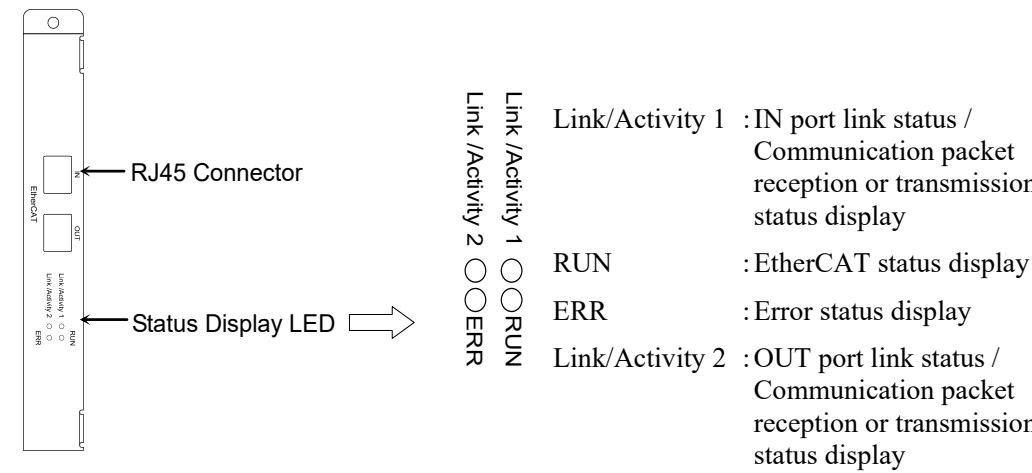 IN
EtherCAT
OUT
Link /Activity 1
RUN
Link /Activity 2
ERR
RJ45 Connector
Status Display LED
Link /Activity 1
RUN
Link /Activity 2
ERR
Link/Activity 1 :IN port link status /
Communication packet
reception or transmission
status display
RUN :EtherCAT status display
ERR :Error status display
Link/Activity 2 :OUT port link status /
Communication packet
reception or transmission
status display